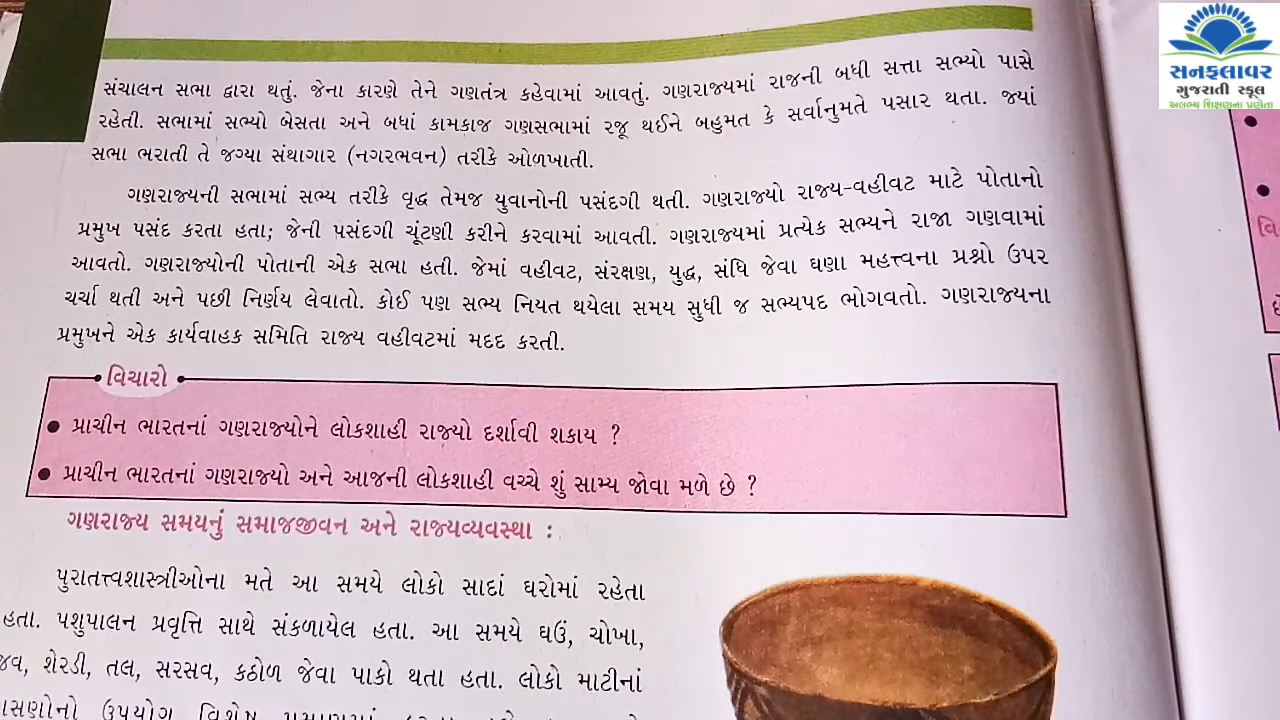 સંચાલન સભા દ્વારા થતું. જેના કારણે તેને ગણતંત્ર કહેવામાં આવતું. ગણરાજ્યમાં રાજની બધી સત્તા સભ્યો પાસે
રહેતી. સભામાં સભ્યો બેસતા અને બધાં કામકાજ ગણસભામાં રજૂ થઈને બહુમત કે સર્વાનુમતે પસાર થતા. જ્યાં
સભા ભરાતી તે જગ્યા સંથાગાર (નગરભવન) તરીકે ઓળખાતી.
ગણરાજ્યની સભામાં સભ્ય તરીકે વૃદ્ધ તેમજ યુવાનોની પસંદગી થતી. ગણરાજ્યો રાજ્ય-વહીવટ માટે પોતાનો
પ્રમુખ પસંદ કરતા હતા; જેની પસંદગી ચૂંટણી કરીને કરવામાં આવતી. ગણરાજ્યમાં પ્રત્યેક સભ્યને રાજા ગણવામાં
આવતો. ગણરાજ્યોની પોતાની એક સભા હતી. જેમાં વહીવટ, સંરક્ષણ, યુદ્ધ, સંધિ જેવા ઘણા મહત્ત્વના પ્રશ્નો ઉપર
ચર્ચા થતી અને પછી નિર્ણય લેવાતો. કોઈ પણ સભ્ય નિયત થયેલા સમય સુધી જ સભ્યપદ ભોગવતો. ગણરાજ્યના
પ્રમુખને એક કાર્યવાહક સમિતિ રાજ્ય વહીવટમાં મદદ કરતી.
વિચારો
● પ્રાચીન ભારતનાં ગણરાજ્યોને લોકશાહી રાજ્યો દર્શાવી શકાય ?
● પ્રાચીન ભારતનાં ગણરાજ્યો અને આજની લોકશાહી વચ્ચે શું સામ્ય જોવા મળે છે ?
ગણરાજ્ય સમયનું સમાજજીવન અને રાજ્યવ્યવસ્થા :
પુરાતત્ત્વશાસ્ત્રીઓના મતે આ સમયે લોકો સાદાં ઘરોમાં રહેતા
હતા. પશુપાલન પ્રવૃત્તિ સાથે સંકળાયેલ હતા. આ સમયે ઘઉં, ચોખા,
જવ, શેરડી, તલ, સરસવ, કઠોળ જેવા પાકો થતા હતા. લોકો માટીનાં
ઉપયોગ વિશેષ
સનફલાવર
ગુજરાતી સ્કૂલ
અલભ્ય શિક્ષણના પ્રણેતા